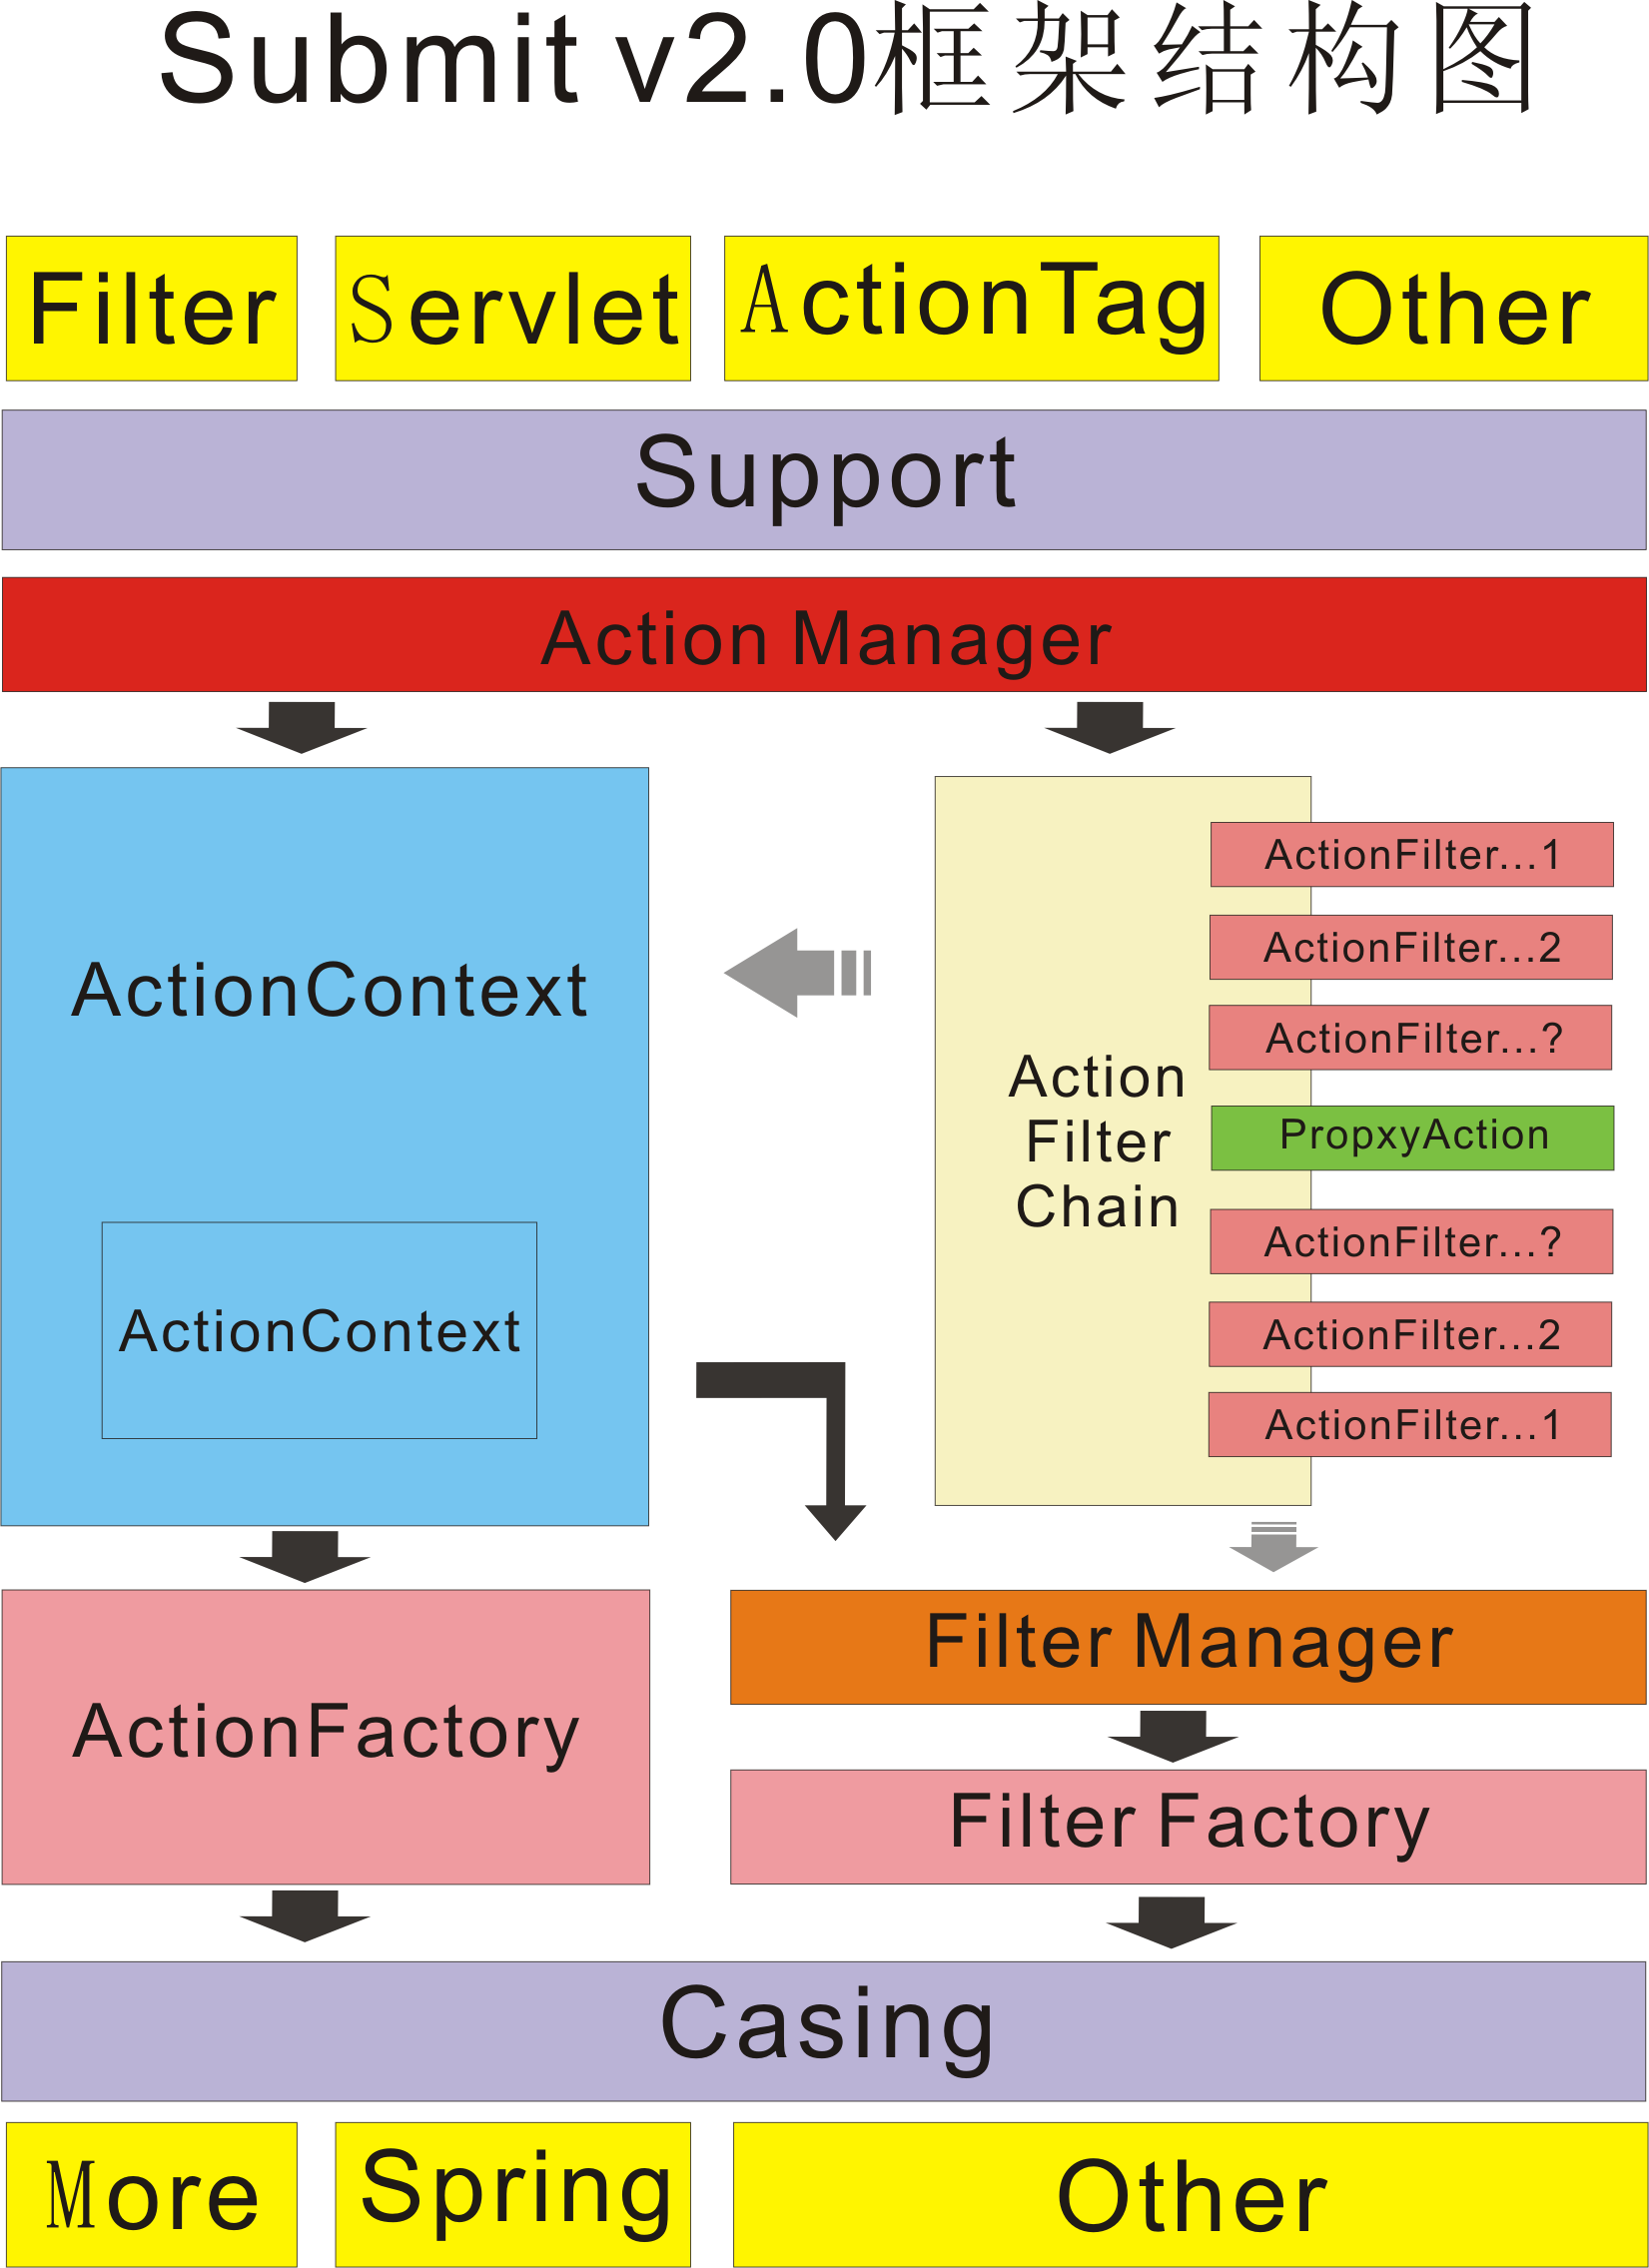 Submit v2.0框架结构图
Filter
Servlet
ActionTag
Other
Support
Action Manager
ActionContext
ActionContext
Action
Filter
Chain
ActionFilter...1
ActionFilter...2
ActionFilter...?
PropxyAction
ActionFilter...?
ActionFilter...2
ActionFilter...1
ActionFactory
Filter Manager
Filter Factory
Casing
More
Spring
Other